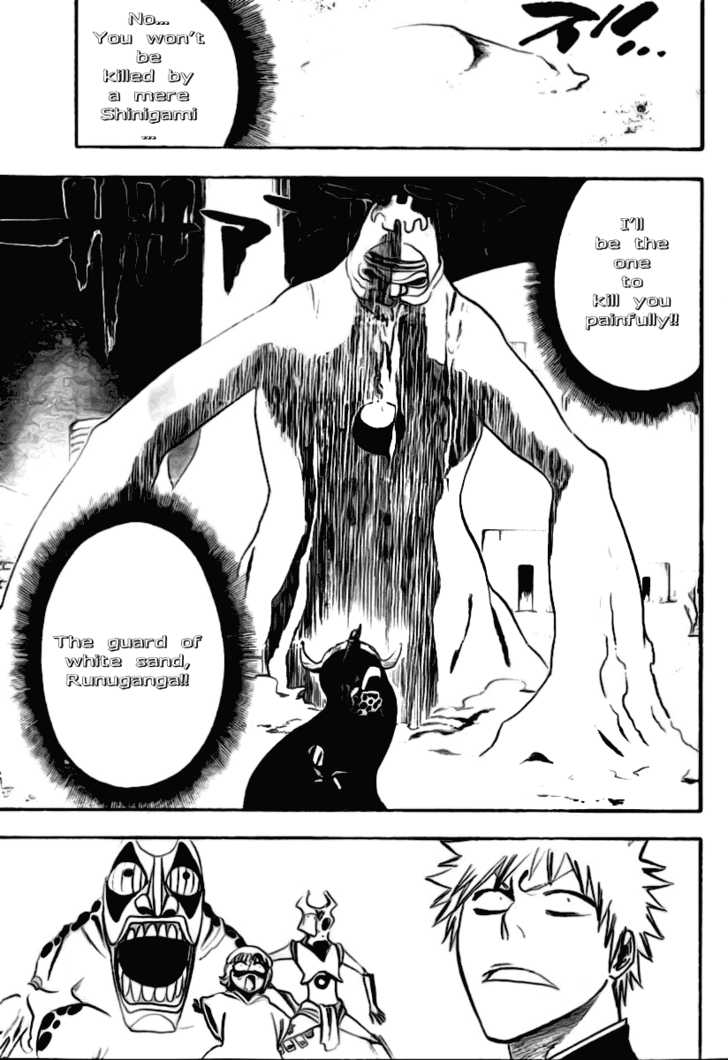 No...
You won't
be
killed by
a mere
Shinigami
...
I'll
be the
one
to
kill you
painfully!!
The guard of
white sand,
Runuganga!!